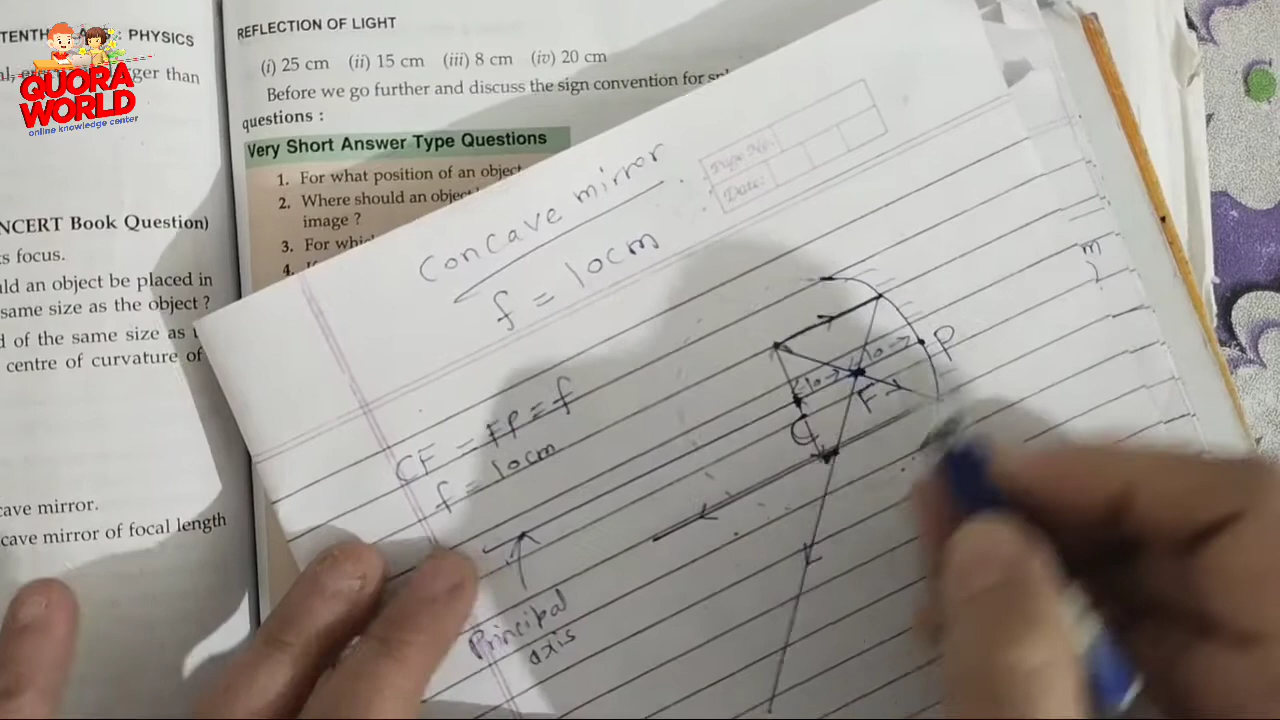 TENTH : PHYSICS
ger than
QUORA
WORLD
online knowledge center
NCERT Book Question)
s focus.
ld an object be placed in
same size as the object ?
d of the same size as
centre of curvature of
cave mirror.
cave mirror of focal length
REFLECTION OF LIGHT
(i) 25 cm (ii) 15 cm (iii) 8 cm (iv) 20 cm
Before we go further and discuss the sign convention for
questions :
Very Short Answer Type Questions
1. For what position of an object
2. Where should an object
image ?
3. For
4.
Date:
Concave mirror
f = 10cm
CF = FP = f
f = 10cm
m
P
10
10
F
C
Principal
axis